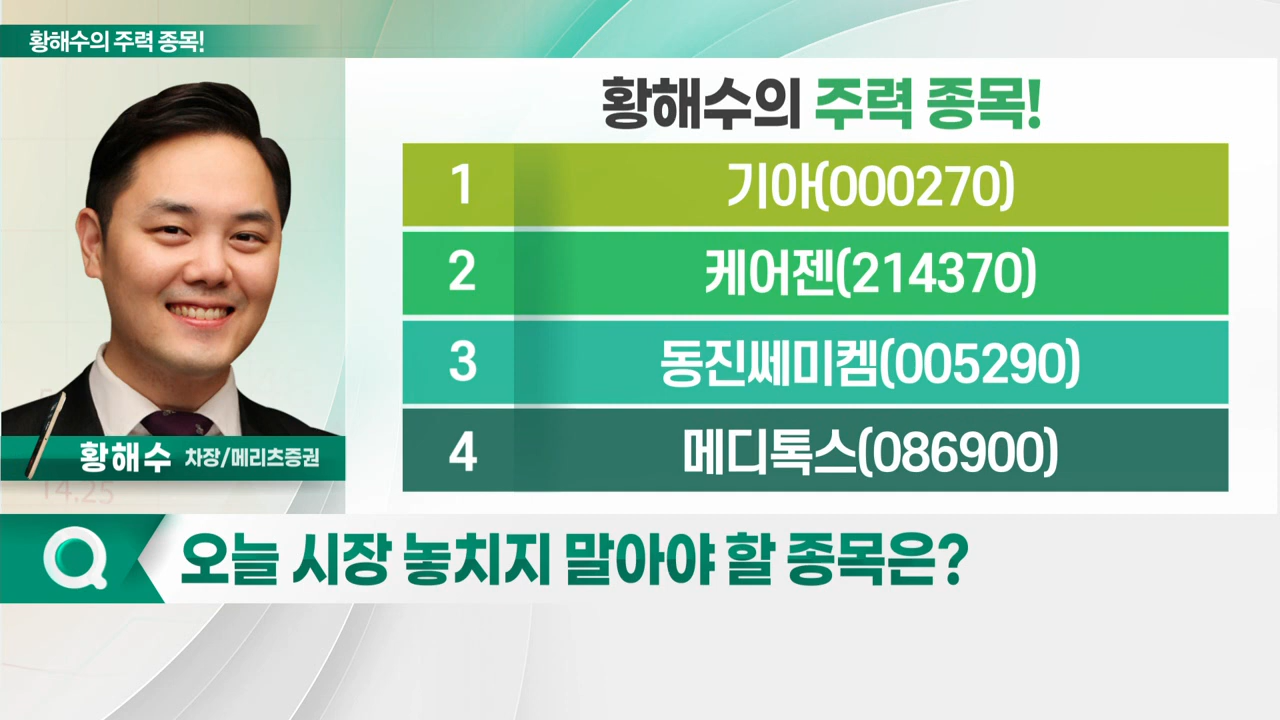 황해수의 주력 종목!
황해수의 주력 종목!
1 기아(000270)
2 케어젠(214370)
3 동진쎄미켐(005290)
4 메디톡스(086900)
황해수 차장/메리츠증권
14.25
Q 오늘 시장 놓치지 말아야 할 종목은?